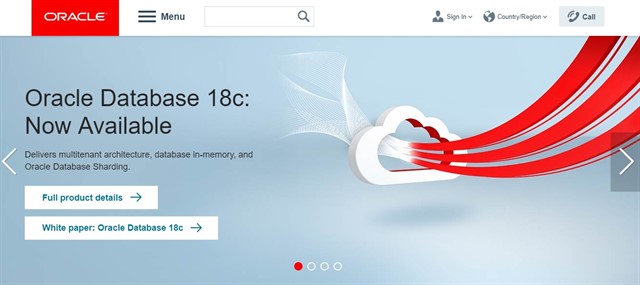 ORACLE
Menu
Sign In
Country/Region
Call
Oracle Database 18c:
Now Available
Delivers multitenant architecture, database in-memory, and
Oracle Database Sharding.
Full product details
White paper: Oracle Database 18c